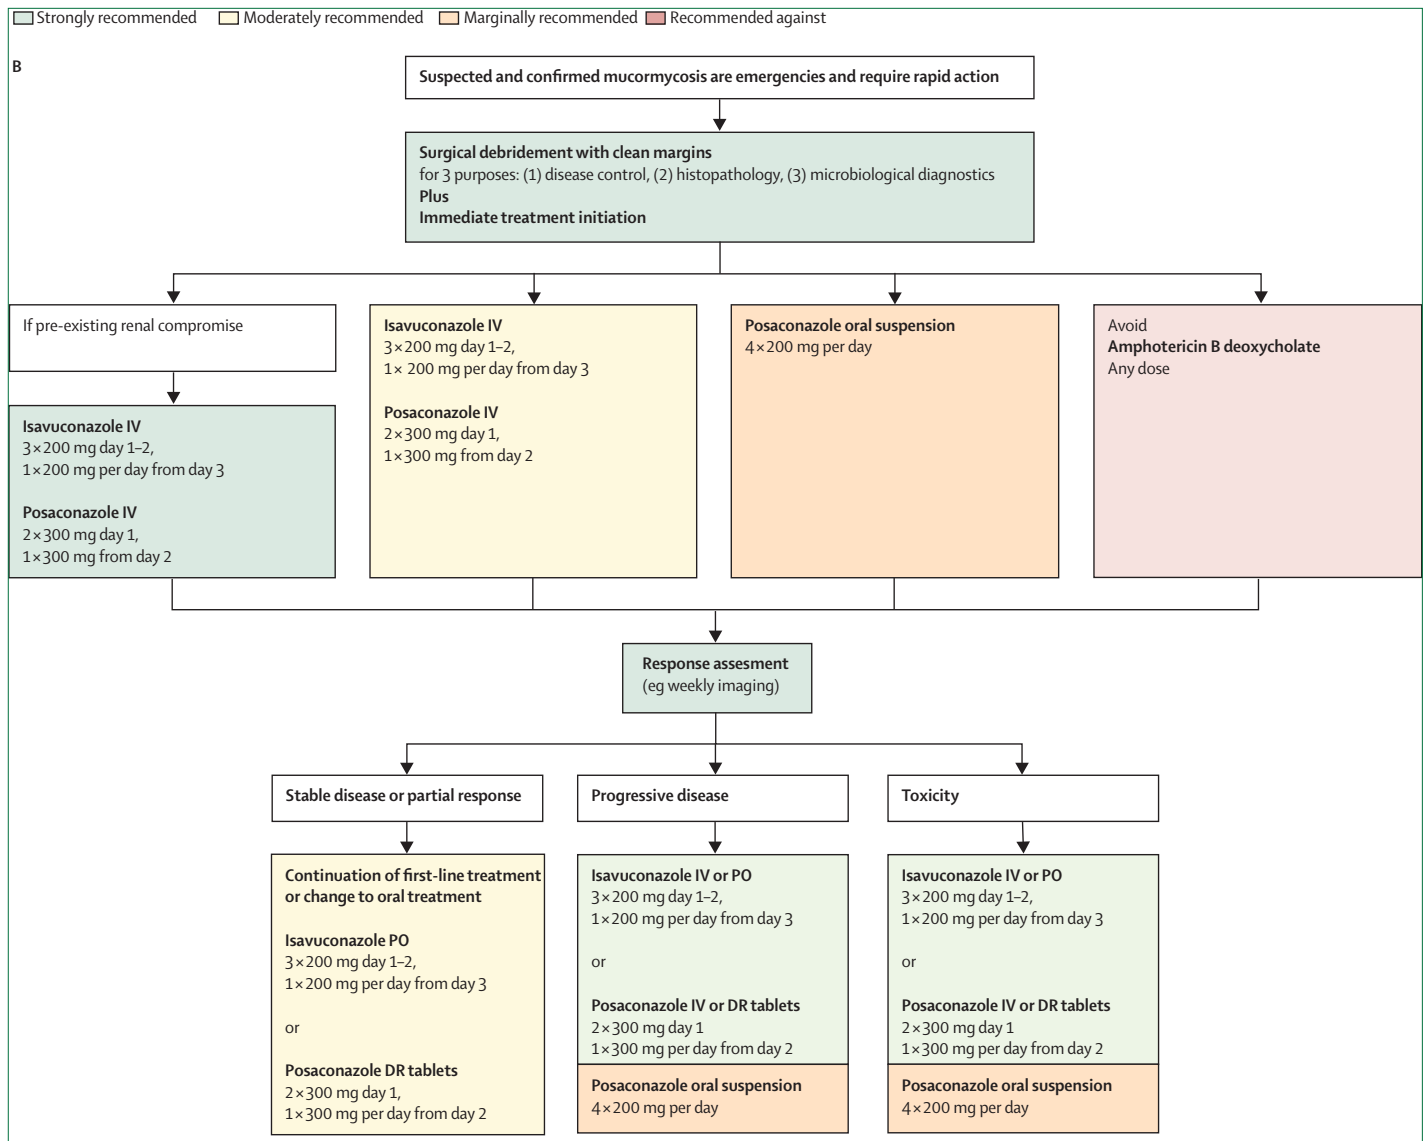 Strongly recommended Moderately recommended Marginally recommended Recommended against
B
Suspected and confirmed mucormycosis are emergencies and require rapid action
Surgical debridement with clean margins
for 3 purposes: (1) disease control, (2) histopathology, (3) microbiological diagnostics
Plus
Immediate treatment initiation
If pre-existing renal compromise
Isavuconazole IV
3×200 mg day 1–2,
1×200 mg per day from day 3
Posaconazole IV
2×300 mg day 1,
1×300 mg from day 2
Isavuconazole IV
3×200 mg day 1–2,
1× 200 mg per day from day 3
Posaconazole IV
2×300 mg day 1,
1×300 mg from day 2
Posaconazole oral suspension
4×200 mg per day
Avoid
Amphotericin B deoxycholate
Any dose
Response assesment
(eg weekly imaging)
Stable disease or partial response
Continuation of first-line treatment
or change to oral treatment
Isavuconazole PO
3×200 mg day 1–2,
1×200 mg per day from day 3
or
Posaconazole DR tablets
2×300 mg day 1,
1×300 mg per day from day 2
Progressive disease
Isavuconazole IV or PO
3×200 mg day 1–2,
1×200 mg per day from day 3
or
Posaconazole IV or DR tablets
2×300 mg day 1
1×300 mg per day from day 2
Posaconazole oral suspension
4×200 mg per day
Toxicity
Isavuconazole IV or PO
3×200 mg day 1–2,
1×200 mg per day from day 3
or
Posaconazole IV or DR tablets
2×300 mg day 1
1×300 mg per day from day 2
Posaconazole oral suspension
4×200 mg per day